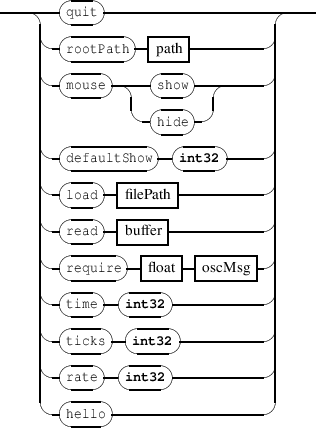 quit
rootPath path
mouse show
hide
defaultShow int32
load filePath
read buffer
require float oscMsg
time int32
ticks int32
rate int32
hello